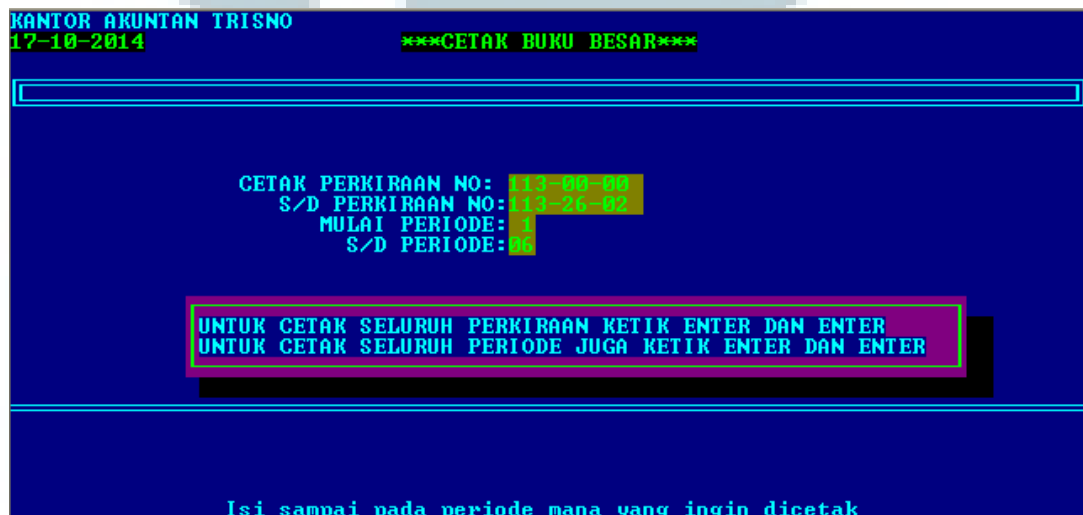 KANTOR AKUNTAN TRISNO
17-10-2014 ***CETAK BUKU BESAR***
CETAK PERKIRAAN NO: 113-00-00
S/D PERKIRAAN NO:113-26-02
MULAI PERIODE: 1
S/D PERIODE:06
UNTUK CETAK SELURUH PERKIRAAN KETIK ENTER DAN ENTER
UNTUK CETAK SELURUH PERIODE JUGA KETIK ENTER DAN ENTER
Isi sampai pada periode mana yang ingin dicetak